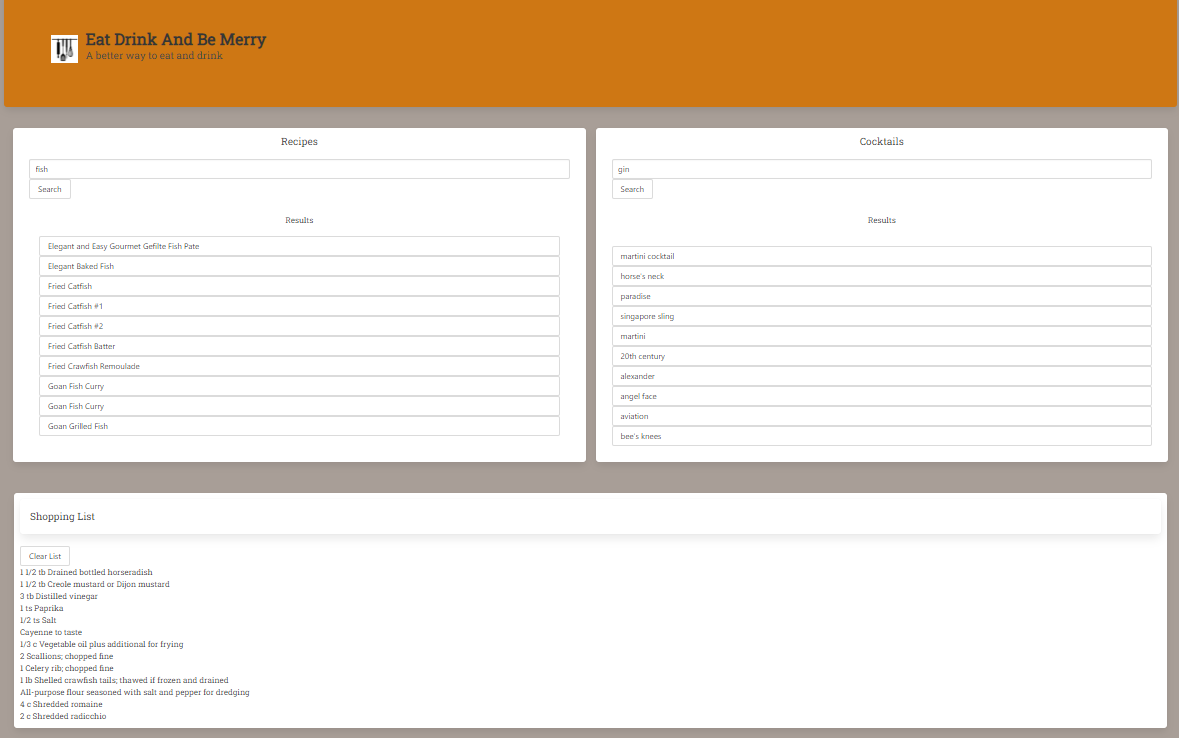 Eat Drink And Be Merry
A better way to eat and drink
Recipes
fish
Search
Results
Elegant and Easy Gourmet Gefilte Fish Pate
Elegant Baked Fish
Fried Catfish
Fried Catfish #1
Fried Catfish #2
Fried Catfish Batter
Fried Crawfish Remoulade
Goan Fish Curry
Goan Fish Curry
Goan Grilled Fish
Cocktails
gin
Search
Results
martini cocktail
horse's neck
paradise
singapore sling
martini
20th century
alexander
angel face
aviation
bee's knees
Shopping List
Clear List
1 1/2 tb Drained bottled horseradish
1 1/2 tb Creole mustard or Dijon mustard
3 tb Distilled vinegar
1 ts Paprika
1/2 ts Salt
Cayenne to taste
1/3 c Vegetable oil plus additional for frying
2 Scallions; chopped fine
1 Celery rib; chopped fine
1 lb Shelled crawfish tails; thawed if frozen and drained
All-purpose flour seasoned with salt and pepper for dredging
4 c Shredded romaine
2 c Shredded radicchio